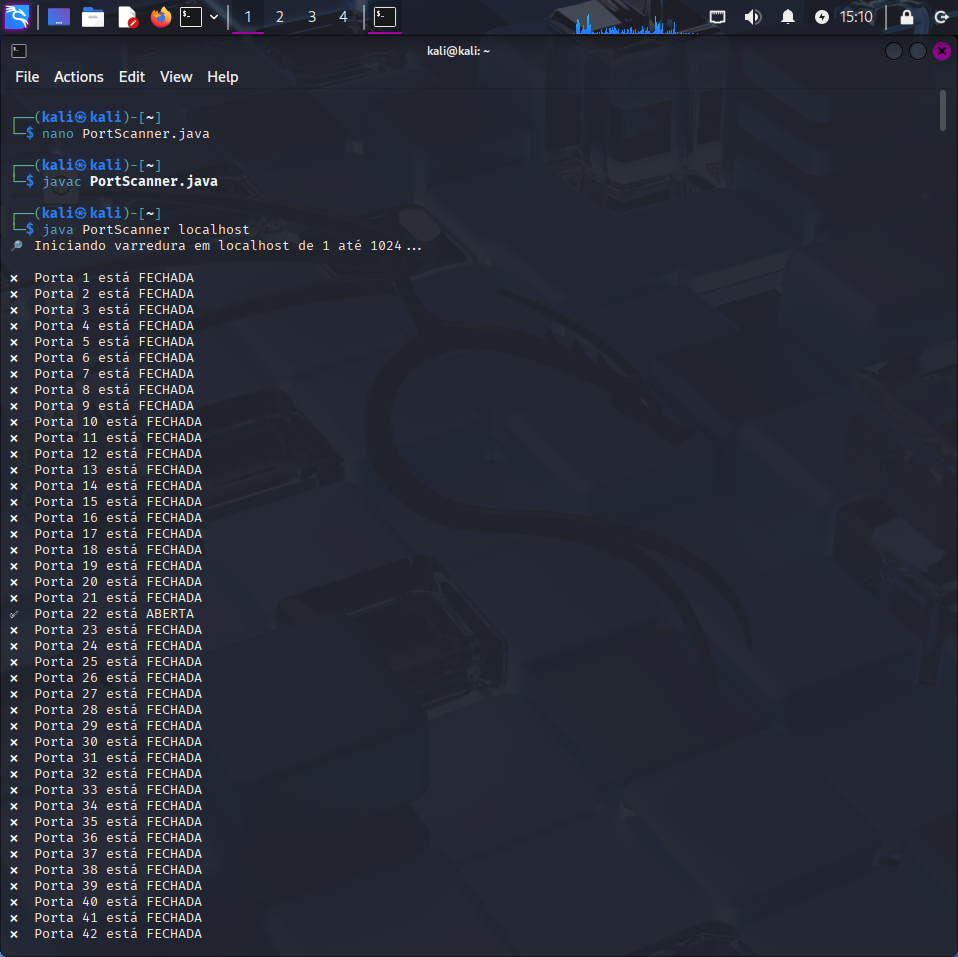 1 2 3 4 15:10
kali@kali: ~
File Actions Edit View Help
┌──(kali㉿kali)-[~]
└─$ nano PortScanner.java
┌──(kali㉿kali)-[~]
└─$ javac PortScanner.java
┌──(kali㉿kali)-[~]
└─$ java PortScanner localhost
🔎 Iniciando varredura em localhost de 1 até 1024...
× Porta 1 está FECHADA
× Porta 2 está FECHADA
× Porta 3 está FECHADA
× Porta 4 está FECHADA
× Porta 5 está FECHADA
× Porta 6 está FECHADA
× Porta 7 está FECHADA
× Porta 8 está FECHADA
× Porta 9 está FECHADA
× Porta 10 está FECHADA
× Porta 11 está FECHADA
× Porta 12 está FECHADA
× Porta 13 está FECHADA
× Porta 14 está FECHADA
× Porta 15 está FECHADA
× Porta 16 está FECHADA
× Porta 17 está FECHADA
× Porta 18 está FECHADA
× Porta 19 está FECHADA
× Porta 20 está FECHADA
× Porta 21 está FECHADA
✅ Porta 22 está ABERTA
× Porta 23 está FECHADA
× Porta 24 está FECHADA
× Porta 25 está FECHADA
× Porta 26 está FECHADA
× Porta 27 está FECHADA
× Porta 28 está FECHADA
× Porta 29 está FECHADA
× Porta 30 está FECHADA
× Porta 31 está FECHADA
× Porta 32 está FECHADA
× Porta 33 está FECHADA
× Porta 34 está FECHADA
× Porta 35 está FECHADA
× Porta 36 está FECHADA
× Porta 37 está FECHADA
× Porta 38 está FECHADA
× Porta 39 está FECHADA
× Porta 40 está FECHADA
× Porta 41 está FECHADA
× Porta 42 está FECHADA